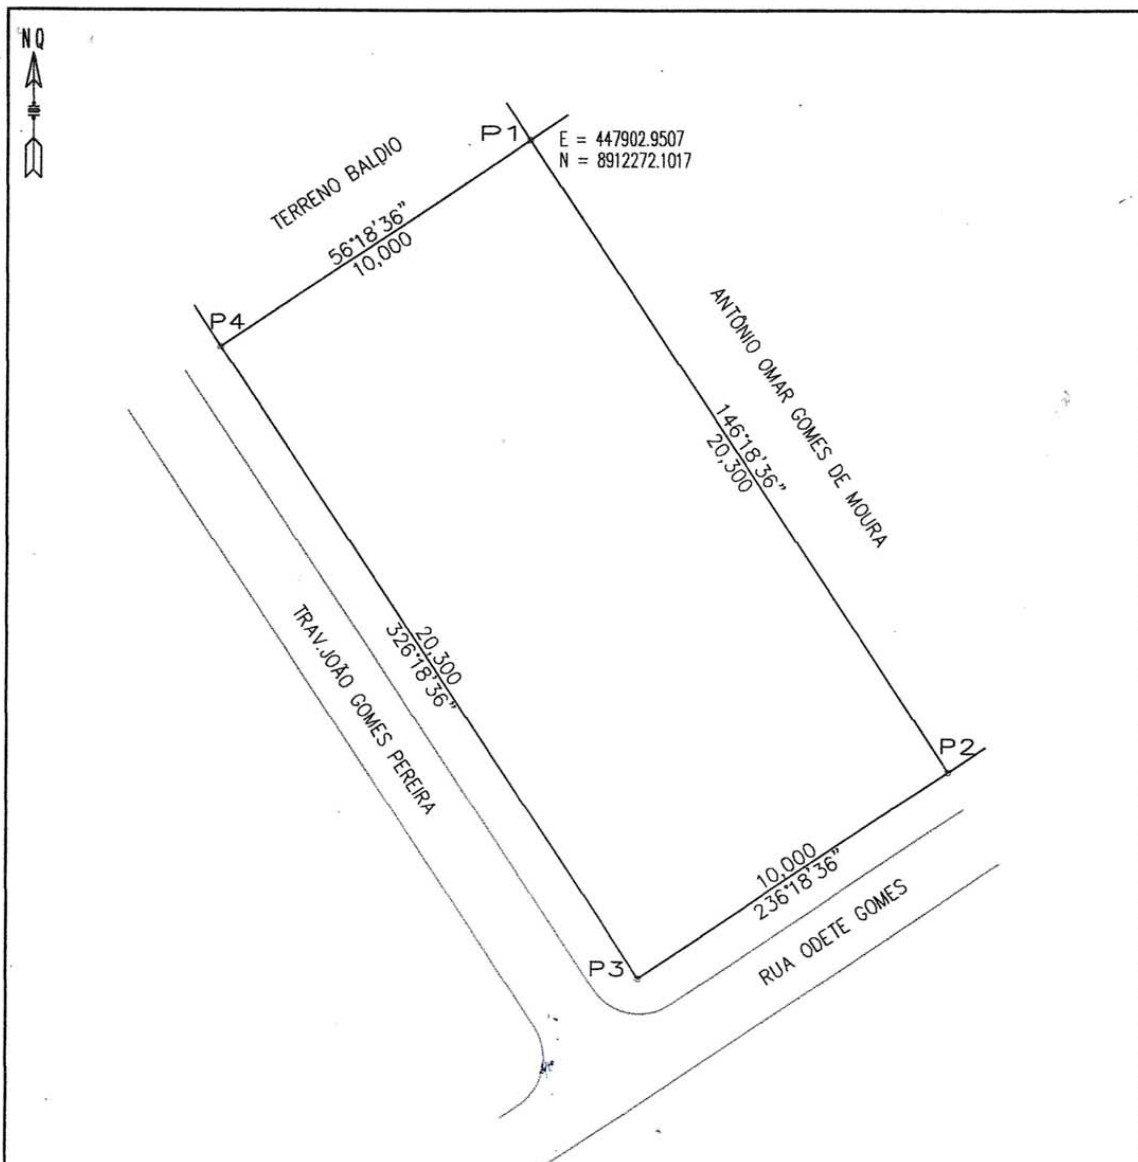 NQ
P1
E = 447902.9507
N = 8912272.1017
TERRENO BALDIO
56°18'36"
10,000
P4
ANTÔNIO OMAR GOMES DE MOURA
146°18'36"
20,300
20,300
326°18'36"
TRAV.JOÃO GOMES PEREIRA
P2
10,000
236°18'36"
RUA ODETE GOMES
P3